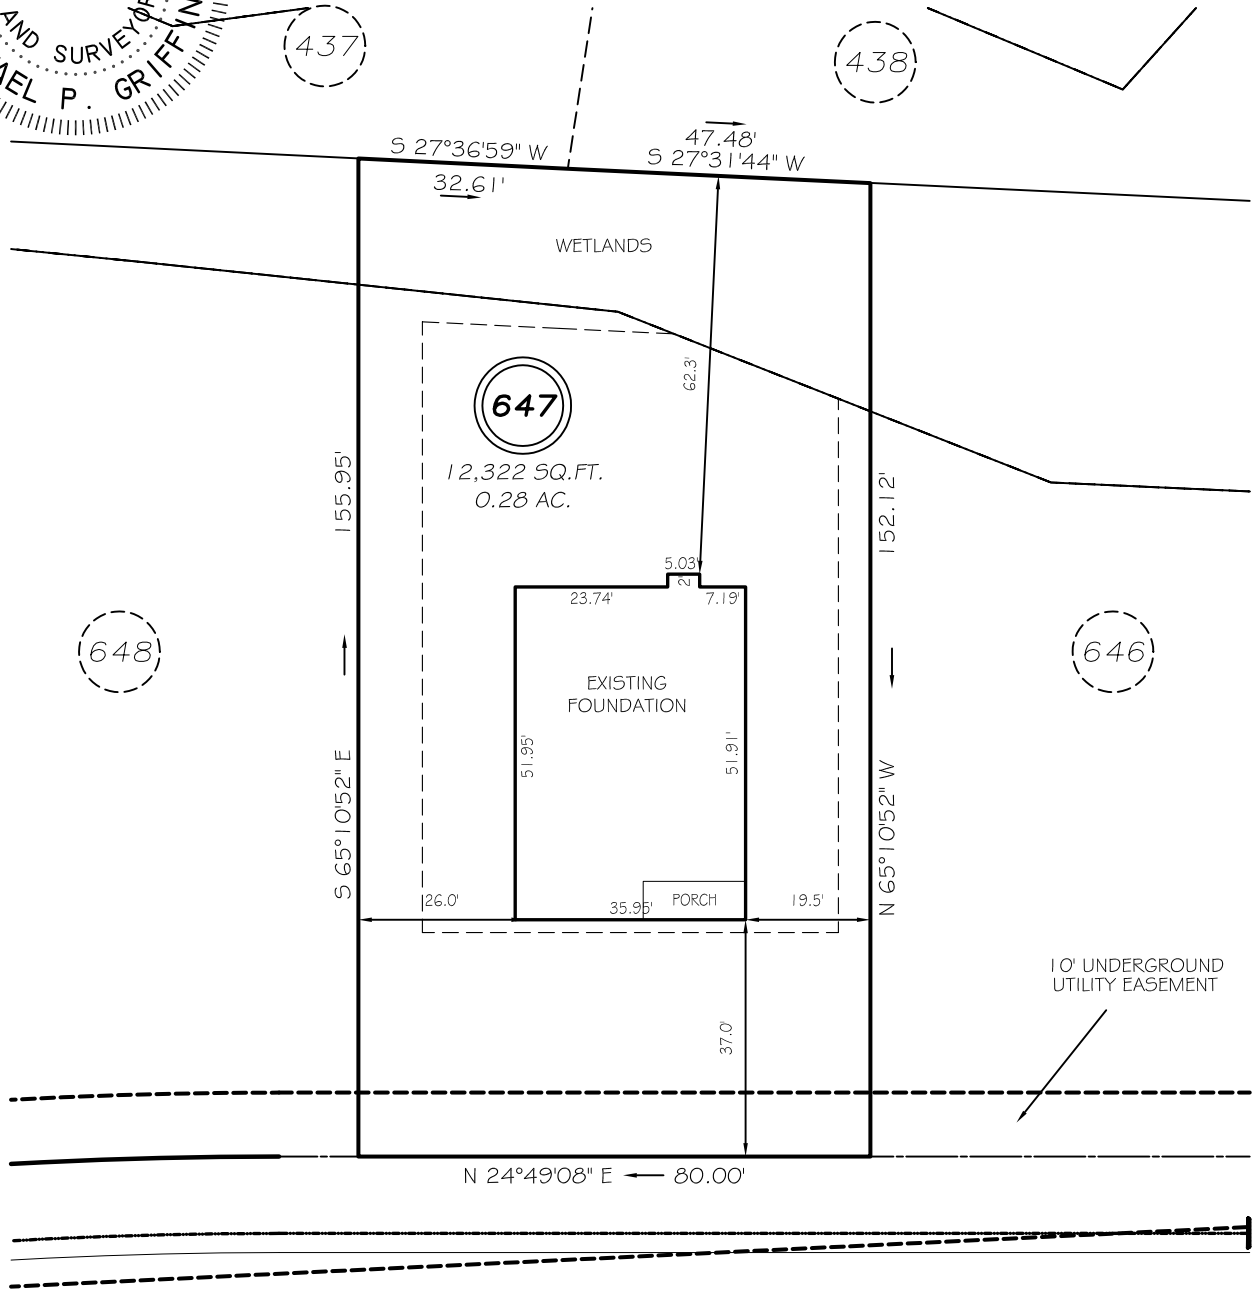 AND SURVEYOR
P. GRIFFIN
437
438
47.48'
S 27°36'59" W
S 27°31'44" W
32.61'
WETLANDS
62.3'
647
12,322 SQ.FT.
0.28 AC.
155.95'
152.12'
5.03'
2'
23.74'
7.19'
648
646
EXISTING
FOUNDATION
51.95'
51.91'
S 65°10'52" E
N 65°10'52" W
26.0'
35.95'
PORCH
19.5'
10' UNDERGROUND
UTILITY EASEMENT
37.0'
N 24°49'08" E
80.00'